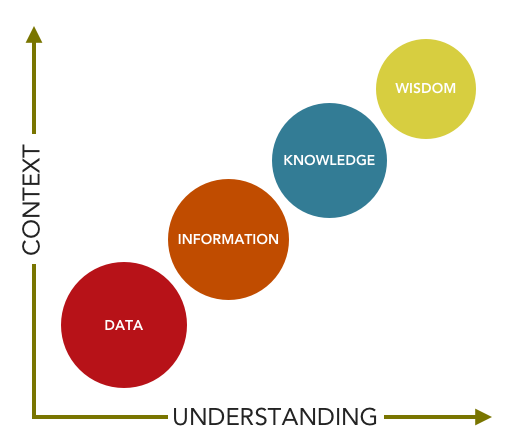 WISDOM
KNOWLEDGE
INFORMATION
DATA
CONTEXT
UNDERSTANDING